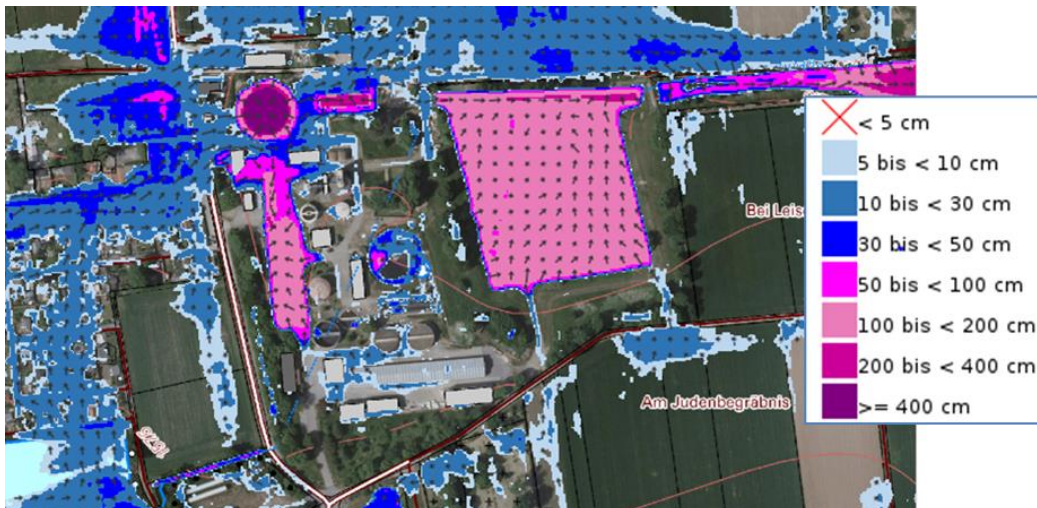 < 5 cm
5 bis < 10 cm
10 bis < 30 cm
30 bis < 50 cm
50 bis < 100 cm
100 bis < 200 cm
200 bis < 400 cm
>= 400 cm
Bei Leis
Am Judenbegräbnis